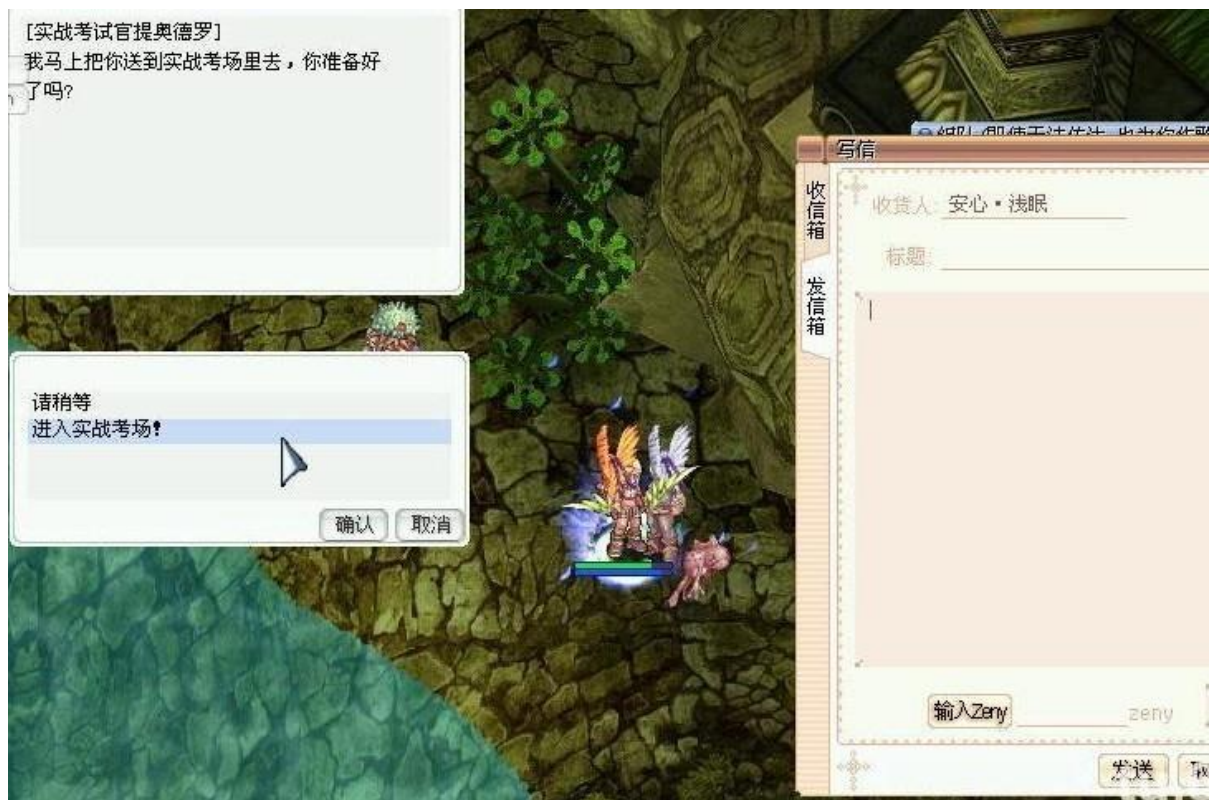 [实战考试官提奥德罗]
我马上把你送到实战考场里去，你准备好
了吗?
请稍等
进入实战考场!
确认
取消
写信
收信箱
发信箱
收货人:
安心·浅眠
标题:
输入Zeny
zeny
发送